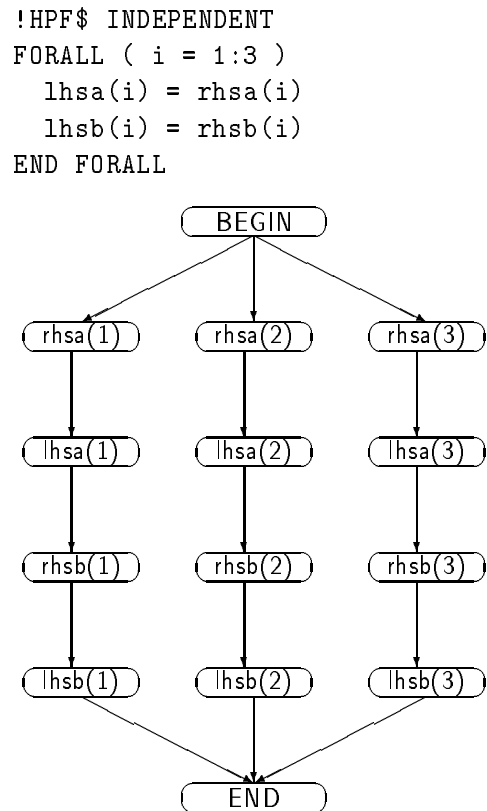 !HPF$ INDEPENDENT
FORALL ( i = 1:3 )
  lhsa(i) = rhsa(i)
  lhsb(i) = rhsb(i)
END FORALL
BEGIN
rhsa(1) rhsa(2) rhsa(3)
lhsa(1) lhsa(2) lhsa(3)
rhsb(1) rhsb(2) rhsb(3)
lhsb(1) lhsb(2) lhsb(3)
END